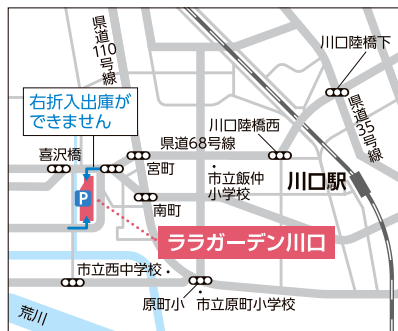 県道110号線
川口陸橋下
県道35号線
右折入出庫が
できません
川口陸橋西
県道68号線
喜沢橋
宮町
市立飯仲
小学校
川口駅
P
南町
ララガーデン川口
市立西中学校
原町小
市立原町小学校
荒川